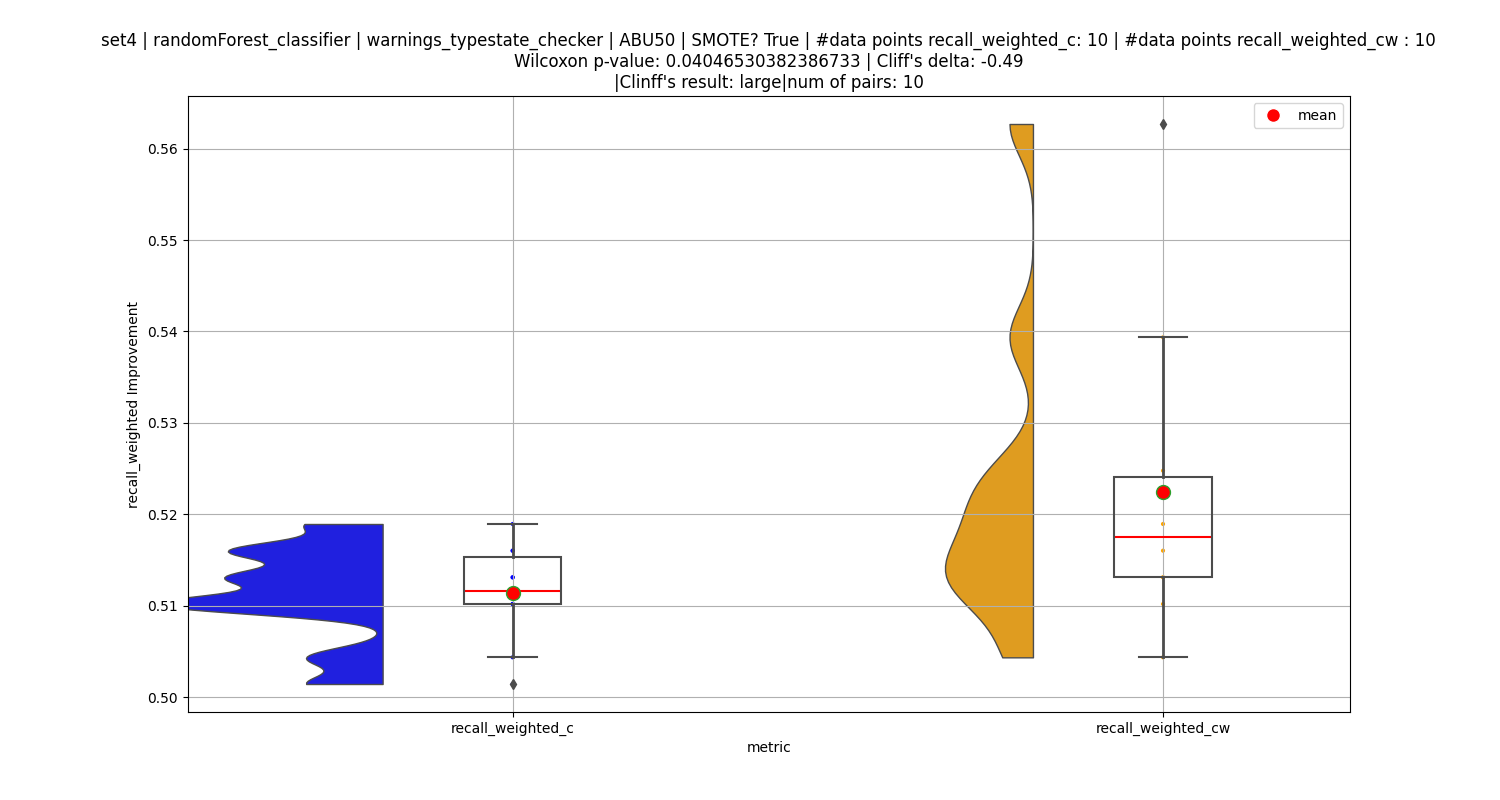 set4 | randomForest_classifier | warnings_typestate_checker | ABU50 | SMOTE? True | #data points recall_weighted_c: 10 | #data points recall_weighted_cw : 10
Wilcoxon p-value: 0.04046530382386733 | Cliff's delta: -0.49
|Clinff's result: large|num of pairs: 10
mean
recall_weighted Improvement
0.56
0.55
0.54
0.53
0.52
0.51
0.50
recall_weighted_c
recall_weighted_cw
metric